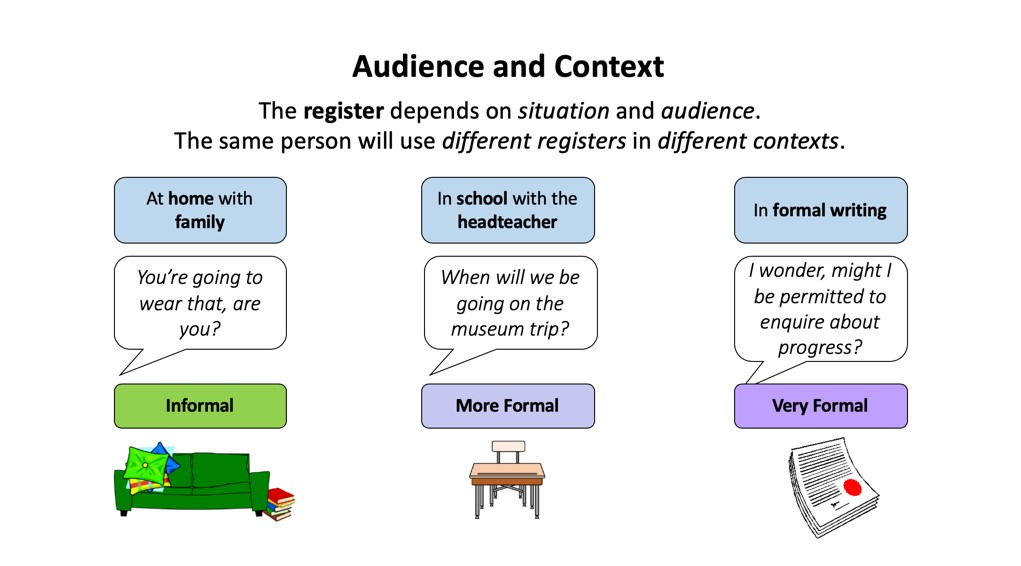 Audience and Context
The register depends on situation and audience.
The same person will use different registers in different contexts.
At home with
family
In school with the
headteacher
In formal writing
You’re going to
wear that, are
you?
When will we be
going on the
museum trip?
I wonder, might I
be permitted to
enquire about
progress?
Informal
More Formal
Very Formal